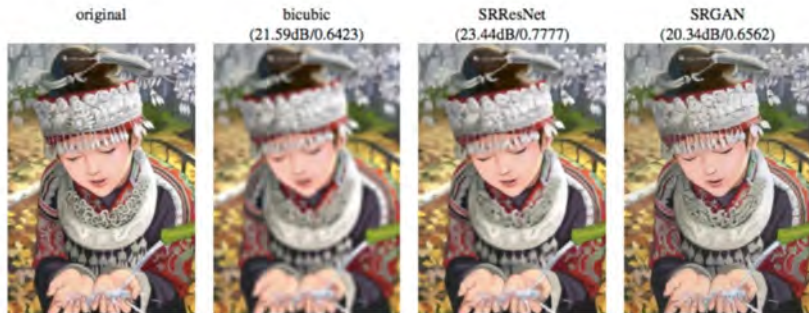 original
bicubic
(21.59dB/0.6423)
SRResNet
(23.44dB/0.7777)
SRGAN
(20.34dB/0.6562)